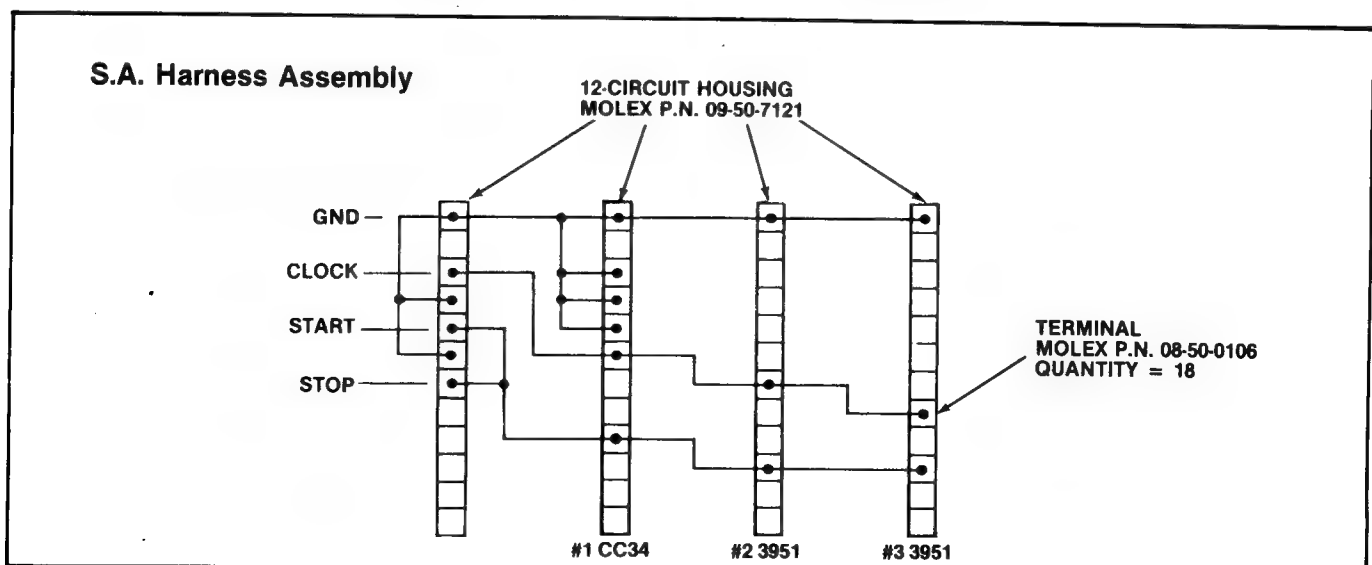 S.A. Harness Assembly
12-CIRCUIT HOUSING
MOLEX P.N. 09-50-7121
GND
CLOCK
START
STOP
TERMINAL
MOLEX P.N. 08-50-0106
QUANTITY = 18
#1 CC34
#2 3951
#3 3951